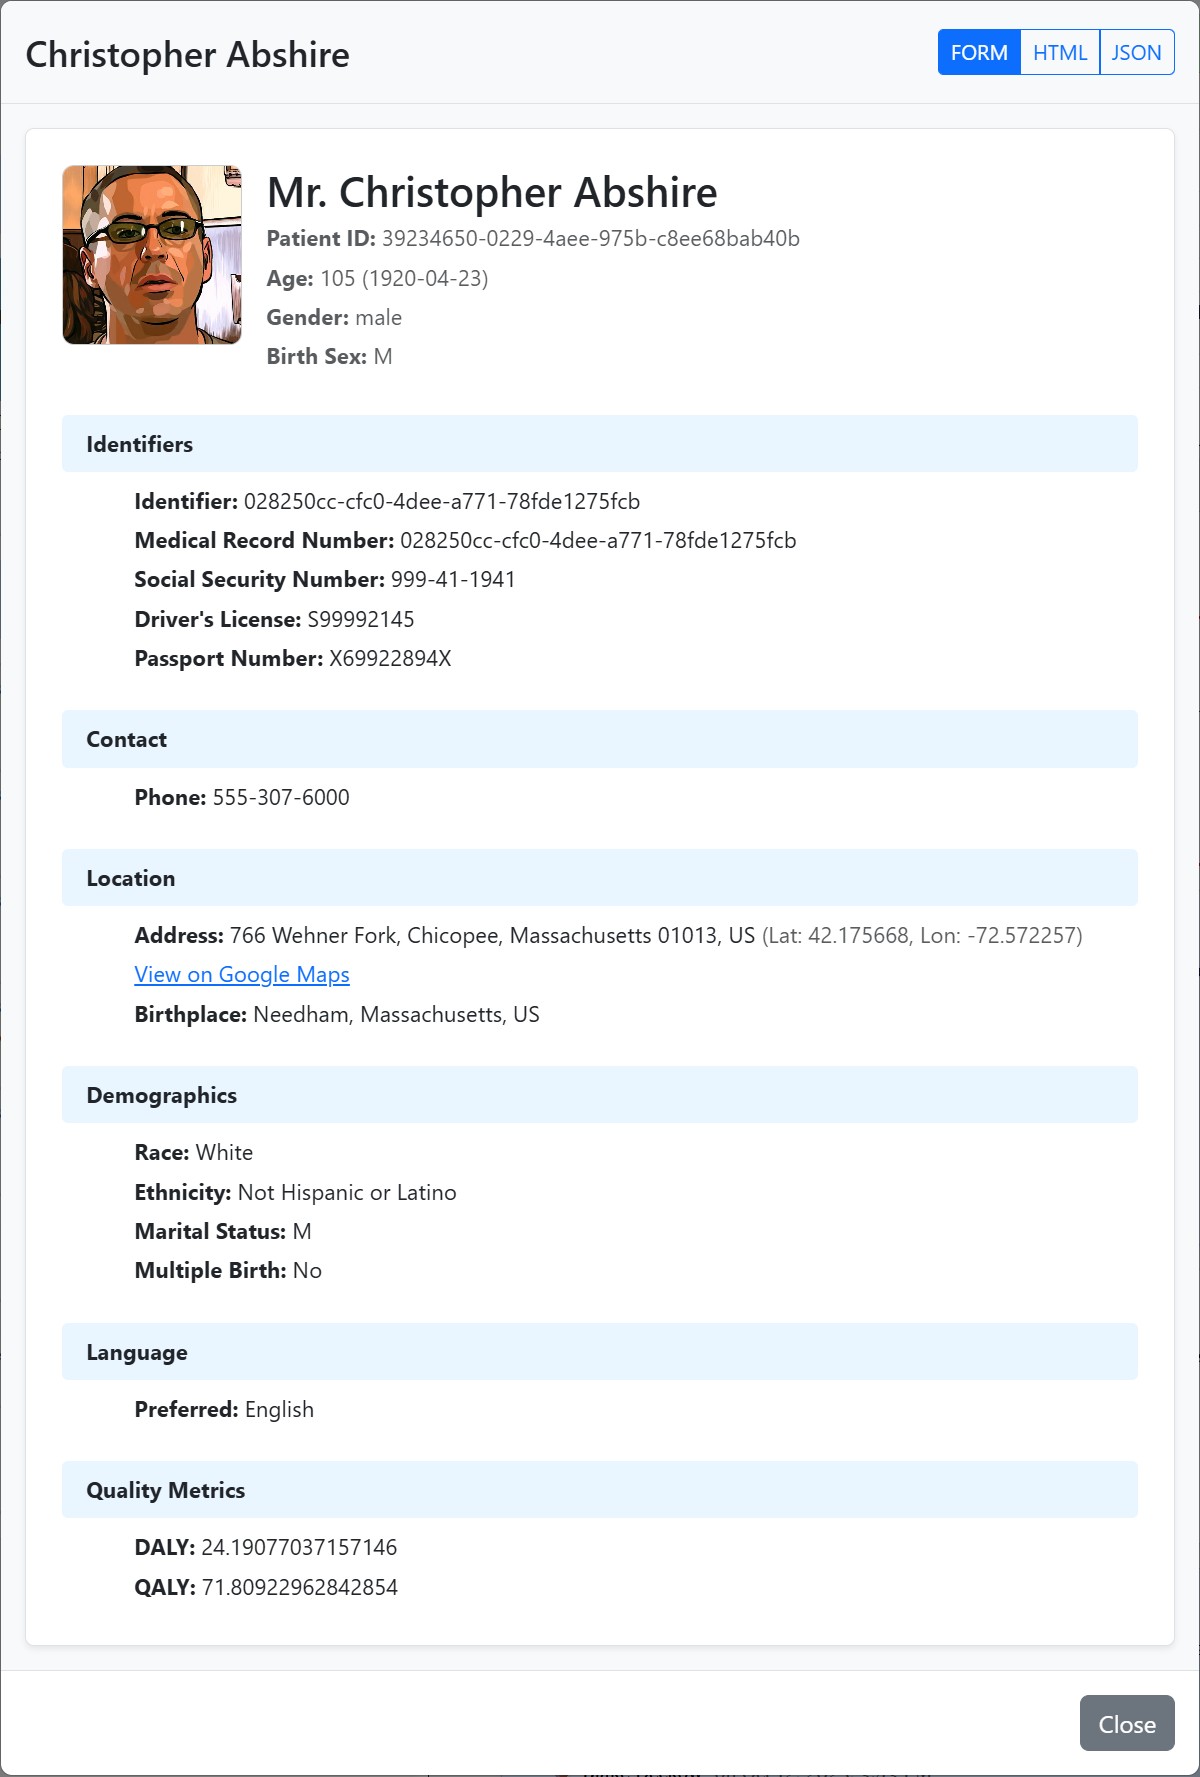 Christopher Abshire
FORM HTML JSON
Mr. Christopher Abshire
Patient ID: 39234650-0229-4aee-975b-c8ee68bab40b
Age: 105 (1920-04-23)
Gender: male
Birth Sex: M
Identifiers
Identifier: 028250cc-cfc0-4dee-a771-78fde1275fcb
Medical Record Number: 028250cc-cfc0-4dee-a771-78fde1275fcb
Social Security Number: 999-41-1941
Driver's License: S99992145
Passport Number: X69922894X
Contact
Phone: 555-307-6000
Location
Address: 766 Wehner Fork, Chicopee, Massachusetts 01013, US (Lat: 42.175668, Lon: -72.572257)
View on Google Maps
Birthplace: Needham, Massachusetts, US
Demographics
Race: White
Ethnicity: Not Hispanic or Latino
Marital Status: M
Multiple Birth: No
Language
Preferred: English
Quality Metrics
DALY: 24.19077037157146
QALY: 71.80922962842854
Close